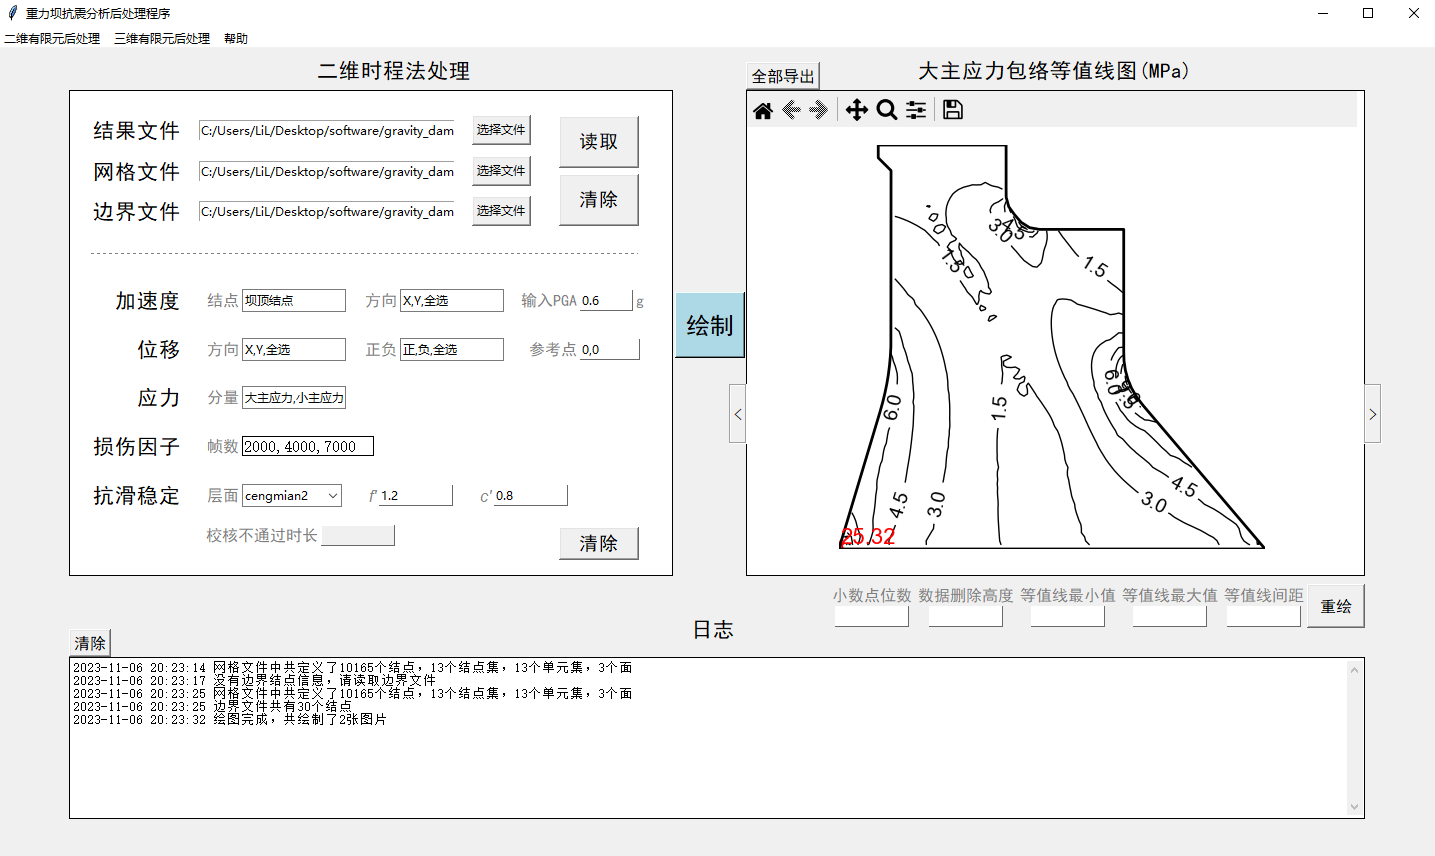 重力坝抗震分析后处理程序
二维有限元后处理 三维有限元后处理 帮助
二维时程法处理
结果文件 C:/Users/LiL/Desktop/software/gravity_dam 选择文件
网格文件 C:/Users/LiL/Desktop/software/gravity_dam 选择文件
边界文件 C:/Users/LiL/Desktop/software/gravity_dam 选择文件
读取
清除
加速度 结点 坝顶结点 方向 X,Y,全选 输入PGA 0.6 g
位移 方向 X,Y,全选 正负 正,负,全选 参考点 0,0
应力 分量 大主应力,小主应力
损伤因子 帧数 2000,4000,7000
抗滑稳定 层面 cengmian2 f' 1.2 c' 0.8
校核不通过时长
清除
绘制
全部导出
大主应力包络等值线图(MPa)
3.0
4.5
1.5
1.5
6.0
6.0
1.5
4.5
3.0
4.5
3.0
25.32
<
>
小数点位数 数据删除高度 等值线最小值 等值线最大值 等值线间距
重绘
日志
清除
2023-11-06 20:23:14 网格文件中共定义了10165个结点，13个结点集，13个单元集，3个面
2023-11-06 20:23:17 没有边界结点信息，请读取边界文件
2023-11-06 20:23:25 网格文件中共定义了10165个结点，13个结点集，13个单元集，3个面
2023-11-06 20:23:25 边界文件共有30个结点
2023-11-06 20:23:32 绘图完成，共绘制了2张图片